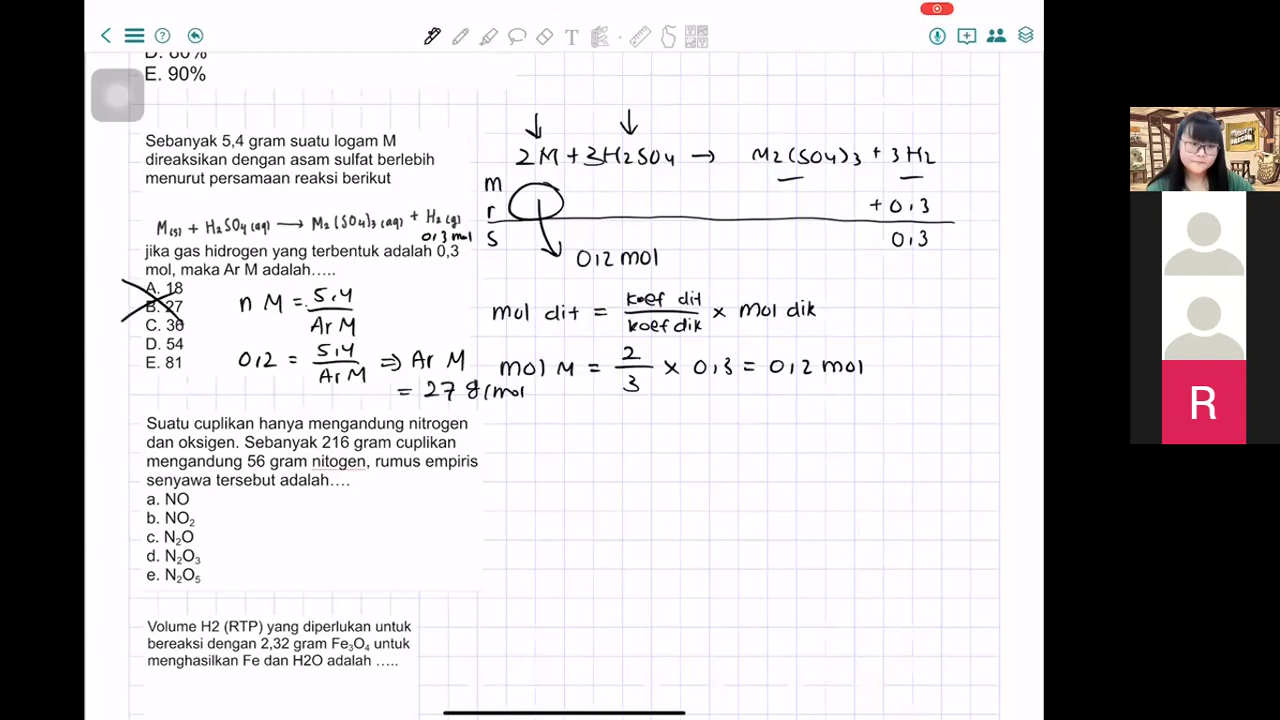 D. 80%
E. 90%
Sebanyak 5,4 gram suatu logam M
direaksikan dengan asam sulfat berlebih
menurut persamaan reaksi berikut
M(s) + H2SO4(aq) → M2(SO4)3(aq) + H2(g)
0,3 mol
jika gas hidrogen yang terbentuk adalah 0,3
mol, maka Ar M adalah…..
A. 18
B. 27
C. 36
D. 54
E. 81
n M = 5,4 / Ar M
0,2 = 5,4 / Ar M ⇒ Ar M
= 27 g/mol
2M + 3H2SO4 → M2(SO4)3 + 3H2
m
r + 0,3
s 0,3
0,2 mol
mol dit = koef dit / koef dik × mol dik
mol M = 2/3 × 0,3 = 0,2 mol
Suatu cuplikan hanya mengandung nitrogen
dan oksigen. Sebanyak 216 gram cuplikan
mengandung 56 gram nitogen, rumus empiris
senyawa tersebut adalah….
a. NO
b. NO₂
c. N₂O
d. N₂O₃
e. N₂O₅
Volume H2 (RTP) yang diperlukan untuk
bereaksi dengan 2,32 gram Fe₃O₄ untuk
menghasilkan Fe dan H2O adalah …..
R